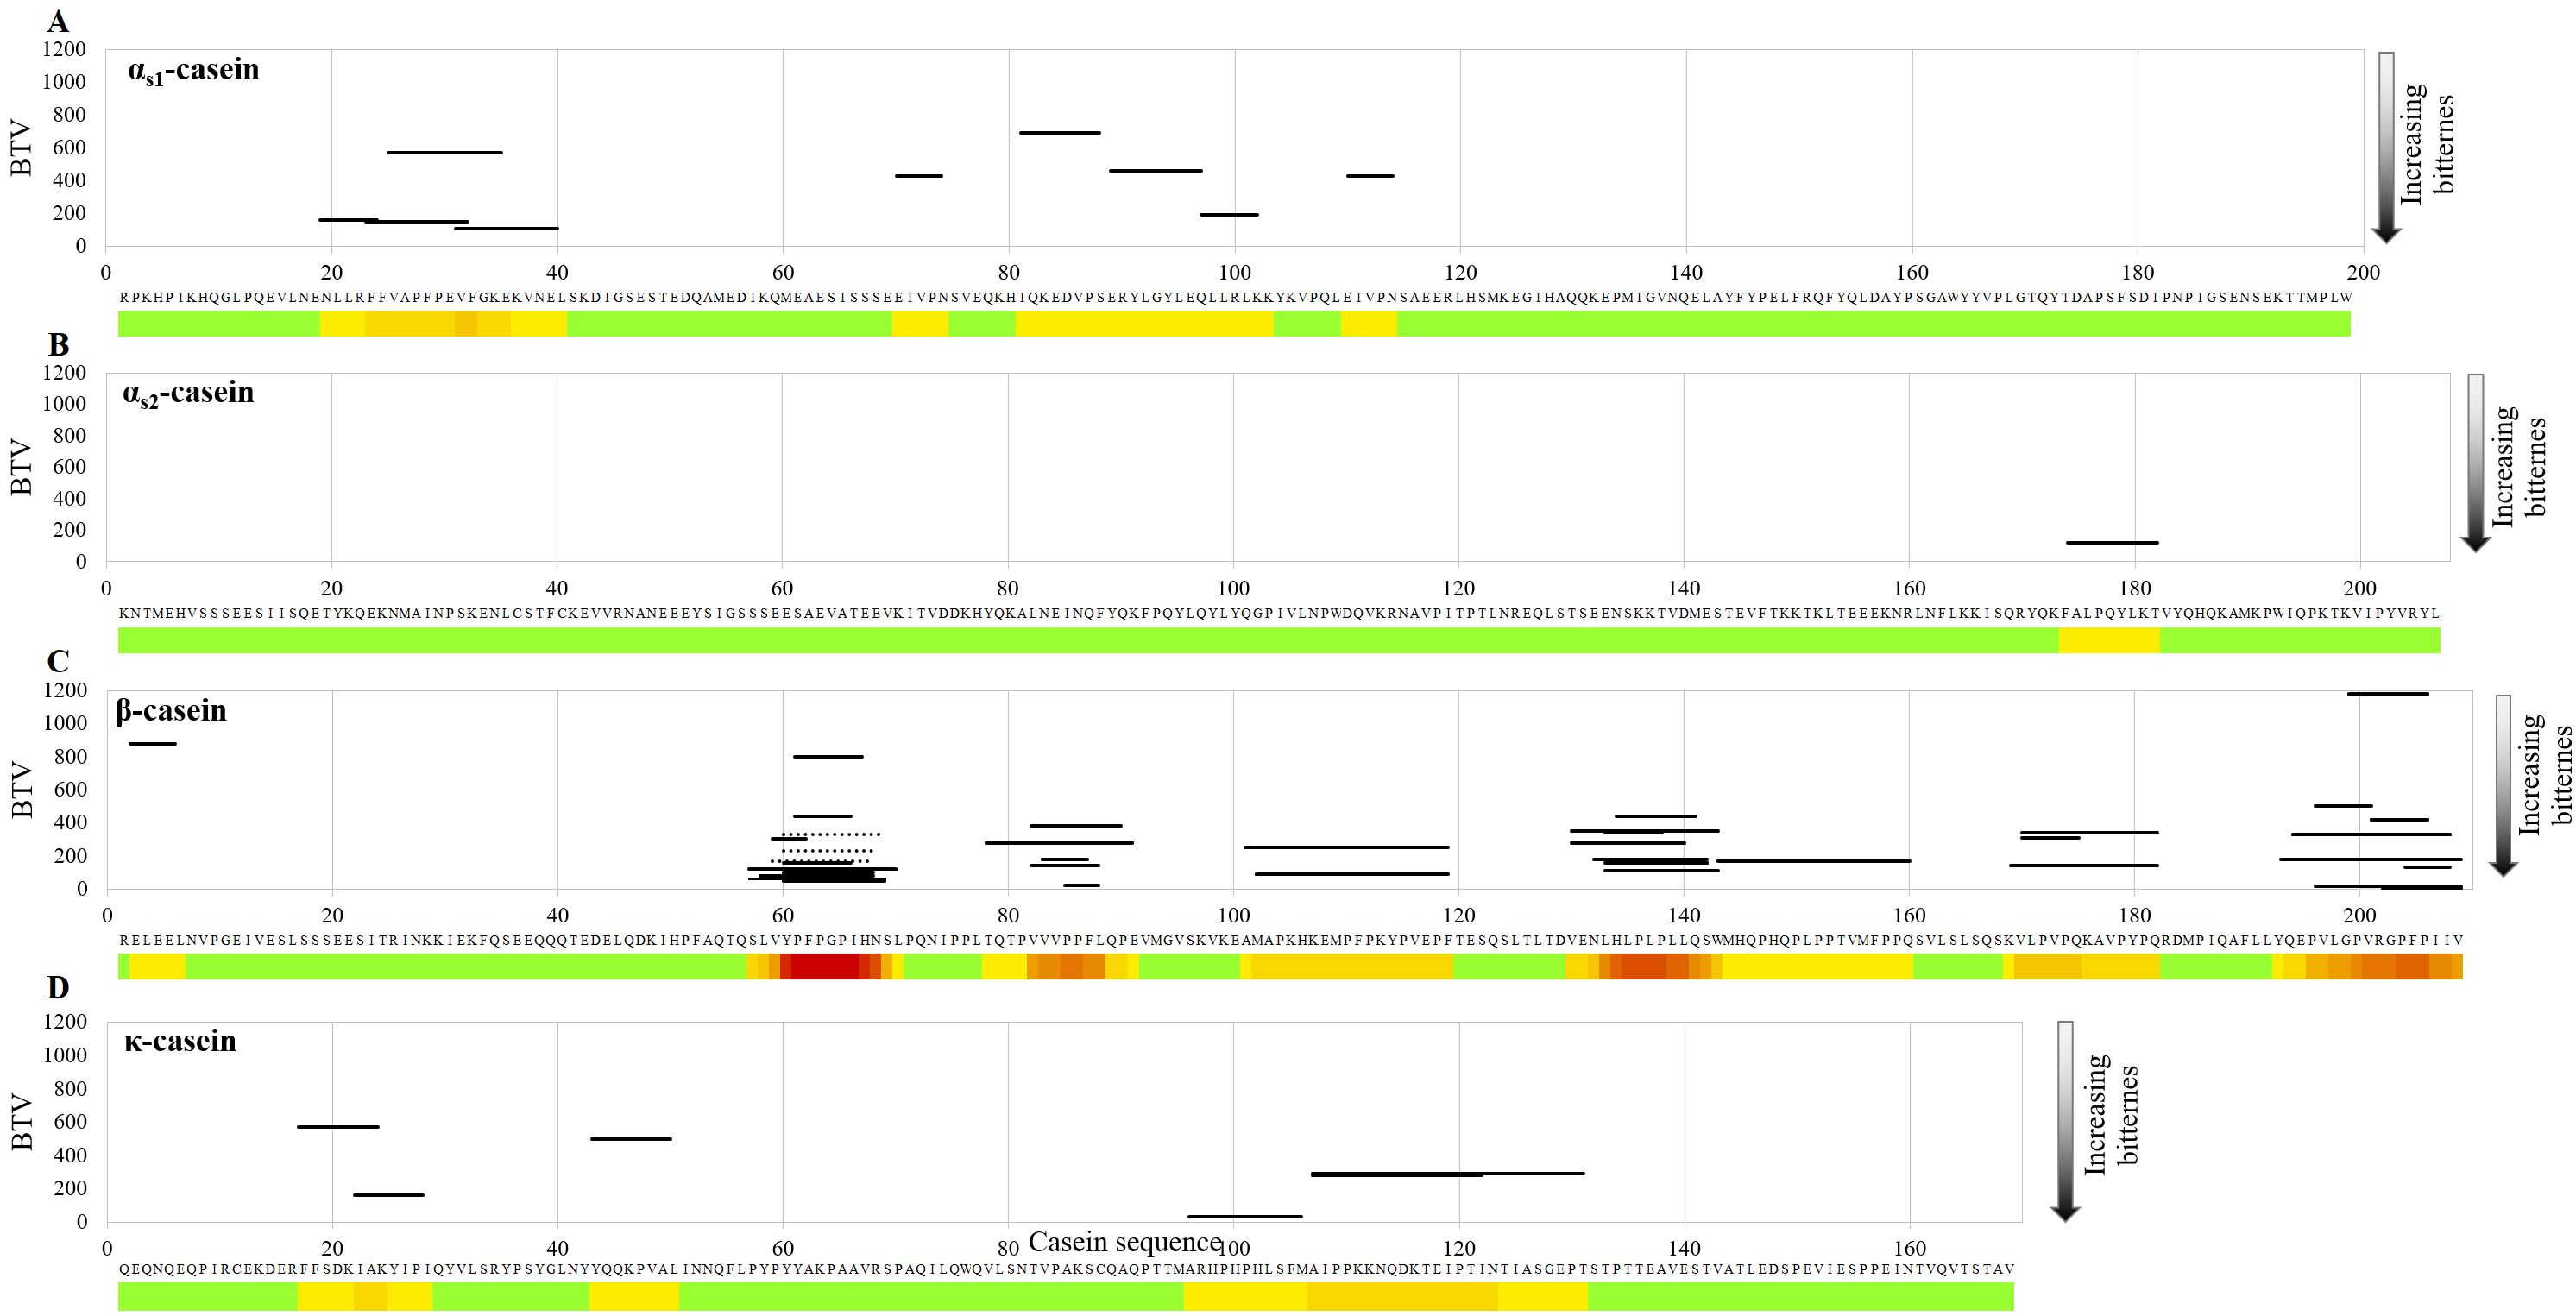 A
αs1-casein
BTV
1200
1000
800
600
400
200
0
0 20 40 60 80 100 120 140 160 180 200
RPKHPIKHQGLPQEVLNENLLRFFVAPFPEVFGKEKVNELSKDIGSESTEDQAMEDIKQMEAESISSSEEIVPNSVEQKHIQKEDVPSERYLGYLEQLLRLKKYKVPQLEIVPNSAEERLHSMKEGIHAQQKEPMIGVNQELAYFYPELFRQFYQLDAYPSGAWYYVPLGTQYTDAPSFSDIPNPIGSENSEKTTMPLW
Increasing
bitternes
B
αs2-casein
BTV
1200
1000
800
600
400
200
0
0 20 40 60 80 100 120 140 160 180 200
KNTMEHVSSSEESIISQETYKQEKNMAINPSKENLCSTFCKEVVRNANEEEYSIGSSSEESAEVATEEVKITVDDKHYQKALNEINQFYQKFPQYLQYLYQGPIVLNPWDQVKRNAVPITPTLNREQLSTSEENSKKTVDMESTEVFTKKTKLTEEEKNRLNFLKKISQRYQKFALPQYLKTVYQHQKAMKPWIQPKTKVIPYVRYL
Increasing
bitternes
C
β-casein
BTV
1200
1000
800
600
400
200
0
0 20 40 60 80 100 120 140 160 180 200
RELEELNVPGEIVESLSSSEESITRINKKIEKFQSEEQQQTEDELQDKIHPFAQTQSLVYPFPGPIHNSLPQNIPPLTQTPVVVPPFLQPEVMGVSKVKEAMAPKHKEMPFPKYPVEPFTESQSLTLTDVENLHLPLPLLQSWMHQPHQPLPPTVMFPPQSVLSLSQSKVLPVPQKAVPYPQRDMPIQAFLLYQEPVLGPVRGPFPIIV
Increasing
bitternes
D
κ-casein
BTV
1200
1000
800
600
400
200
0
0 20 40 60 80 100 120 140 160
Casein sequence
QEQNQEQPIRCEKDERFFSDKIAKYIPIQYVLSRYPSYGLNYYQQKPVALINNQFLPYPYYAKPAAVRSPAQILQWQVLSNTVPAKSCQAQPTTMARHPHPHLSFMAIPPKKNQDKTEIPTINTIASGEPTSTPTTEAVESTVATLEDSPEVIESPPEINTVQVTSTAV
Increasing
bitternes